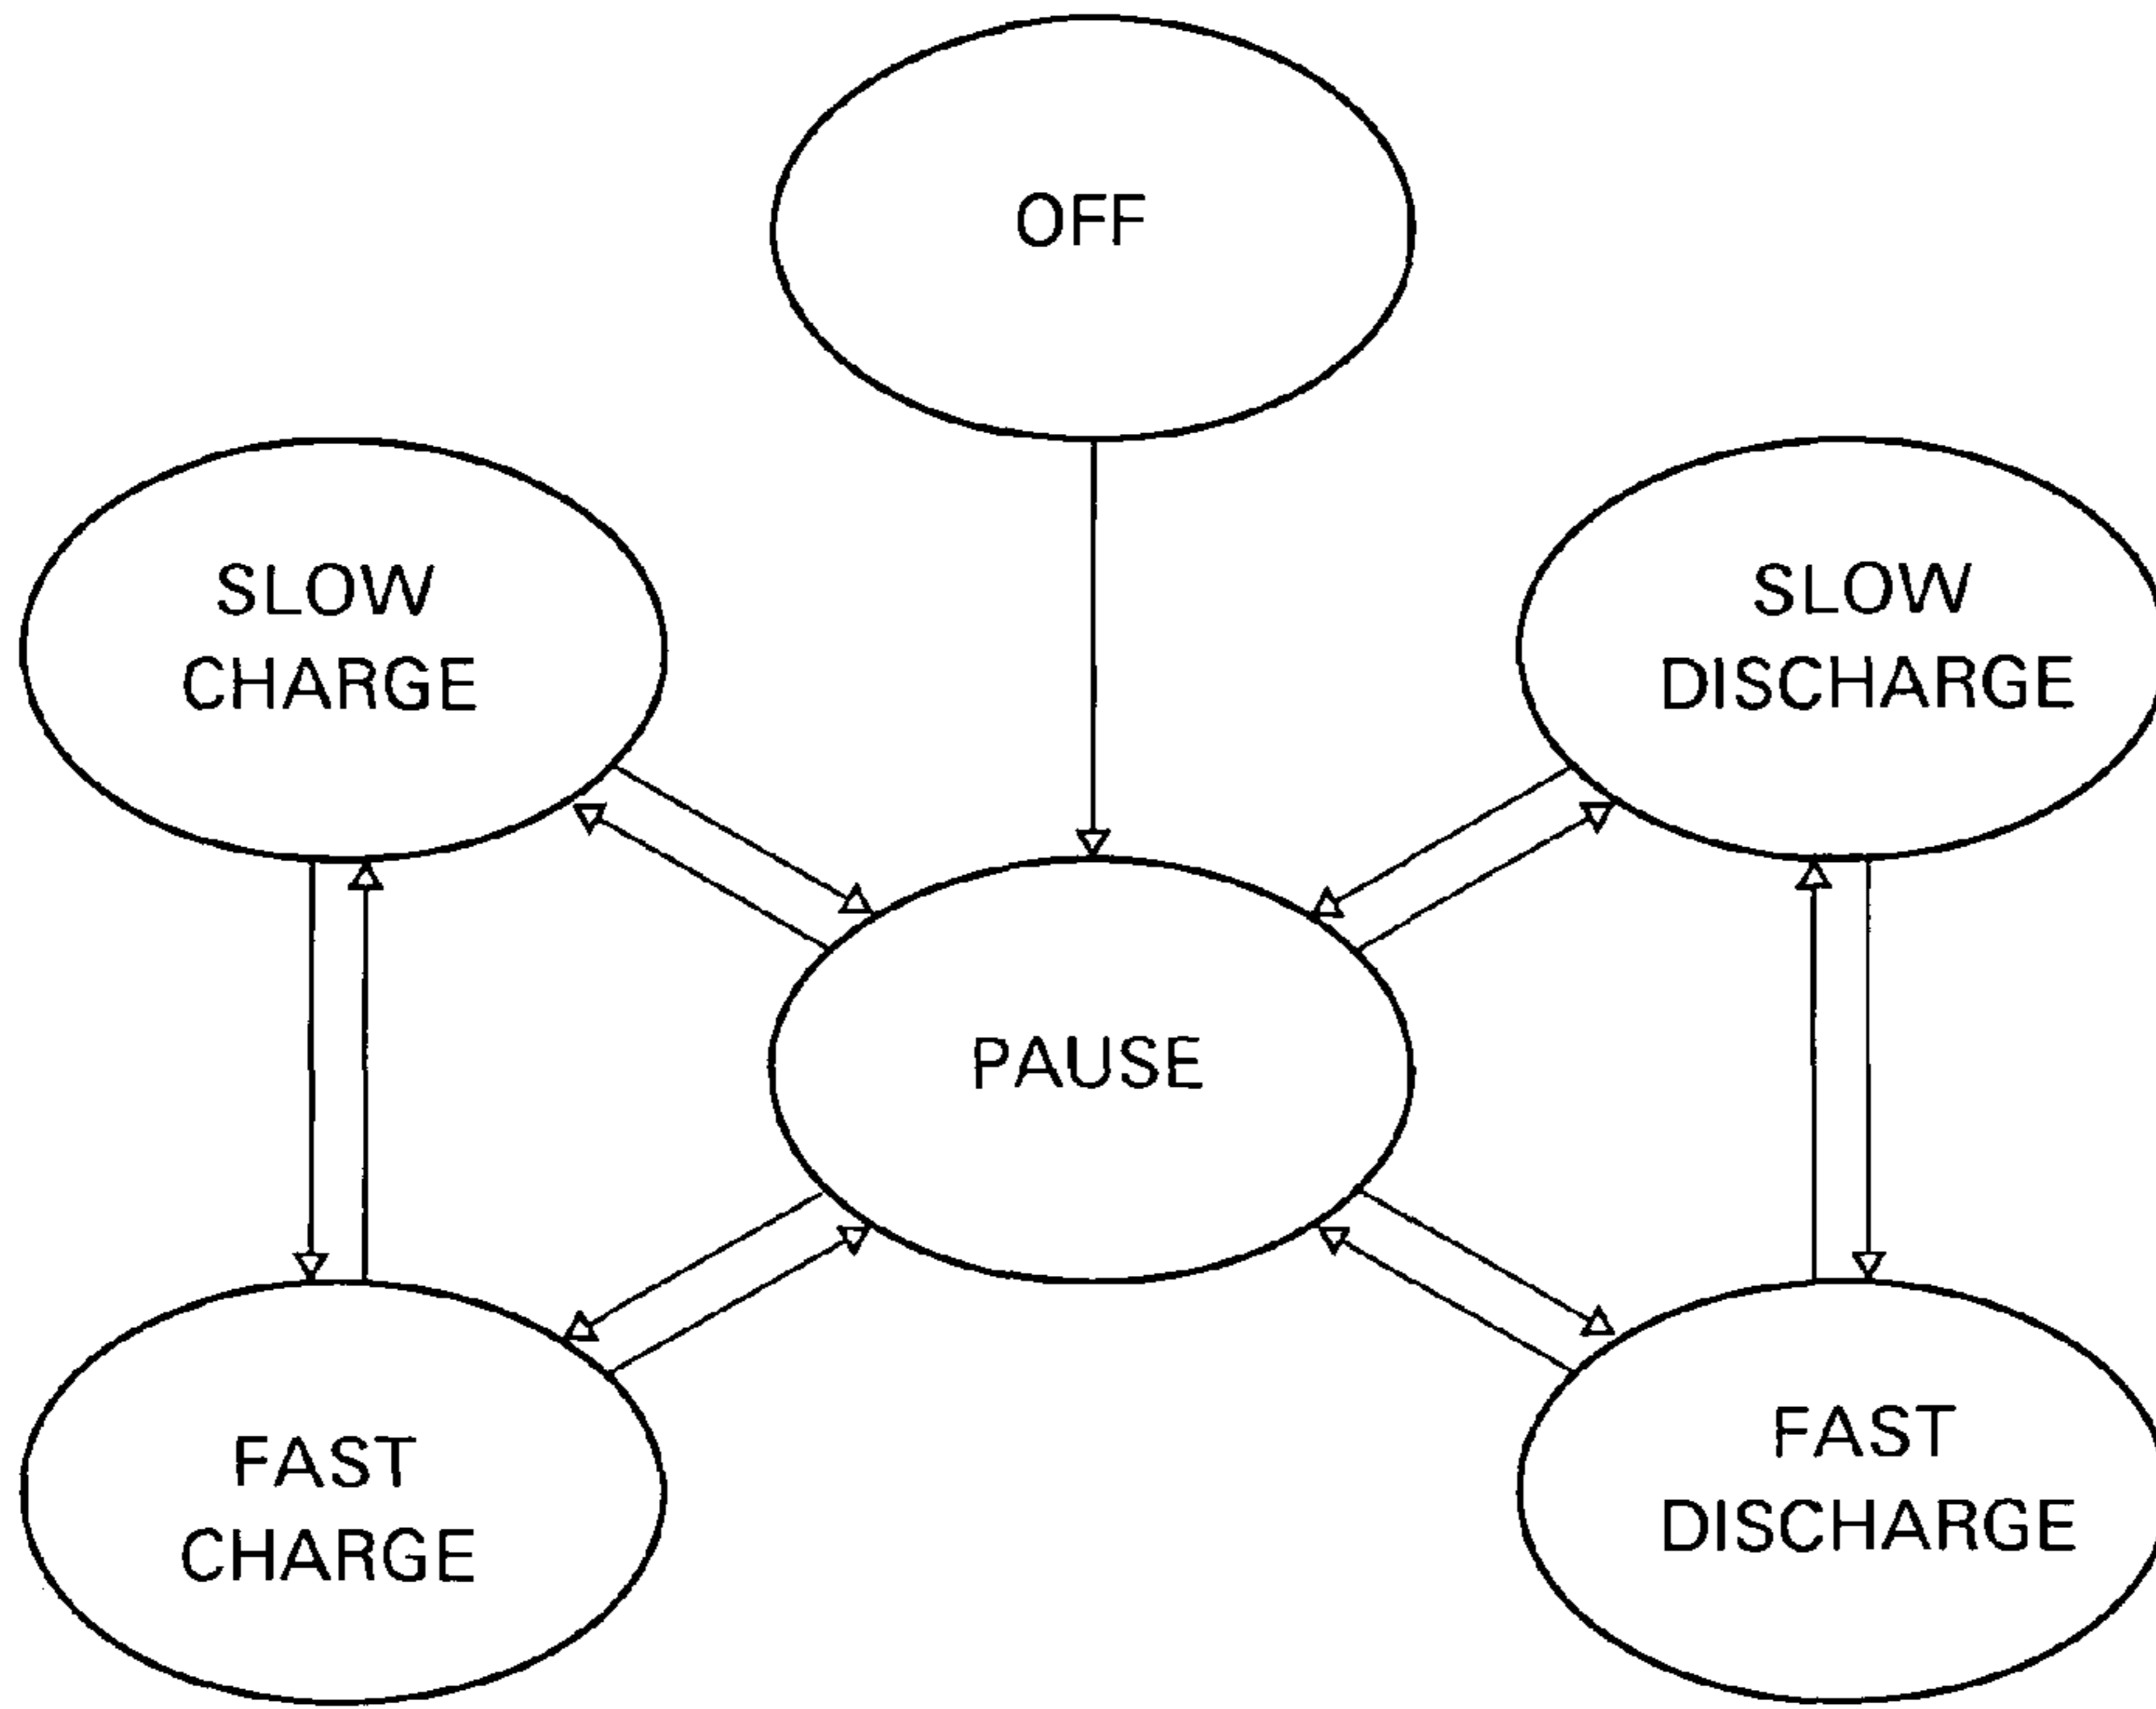 OFF
SLOW
CHARGE
SLOW
DISCHARGE
PAUSE
FAST
CHARGE
FAST
DISCHARGE